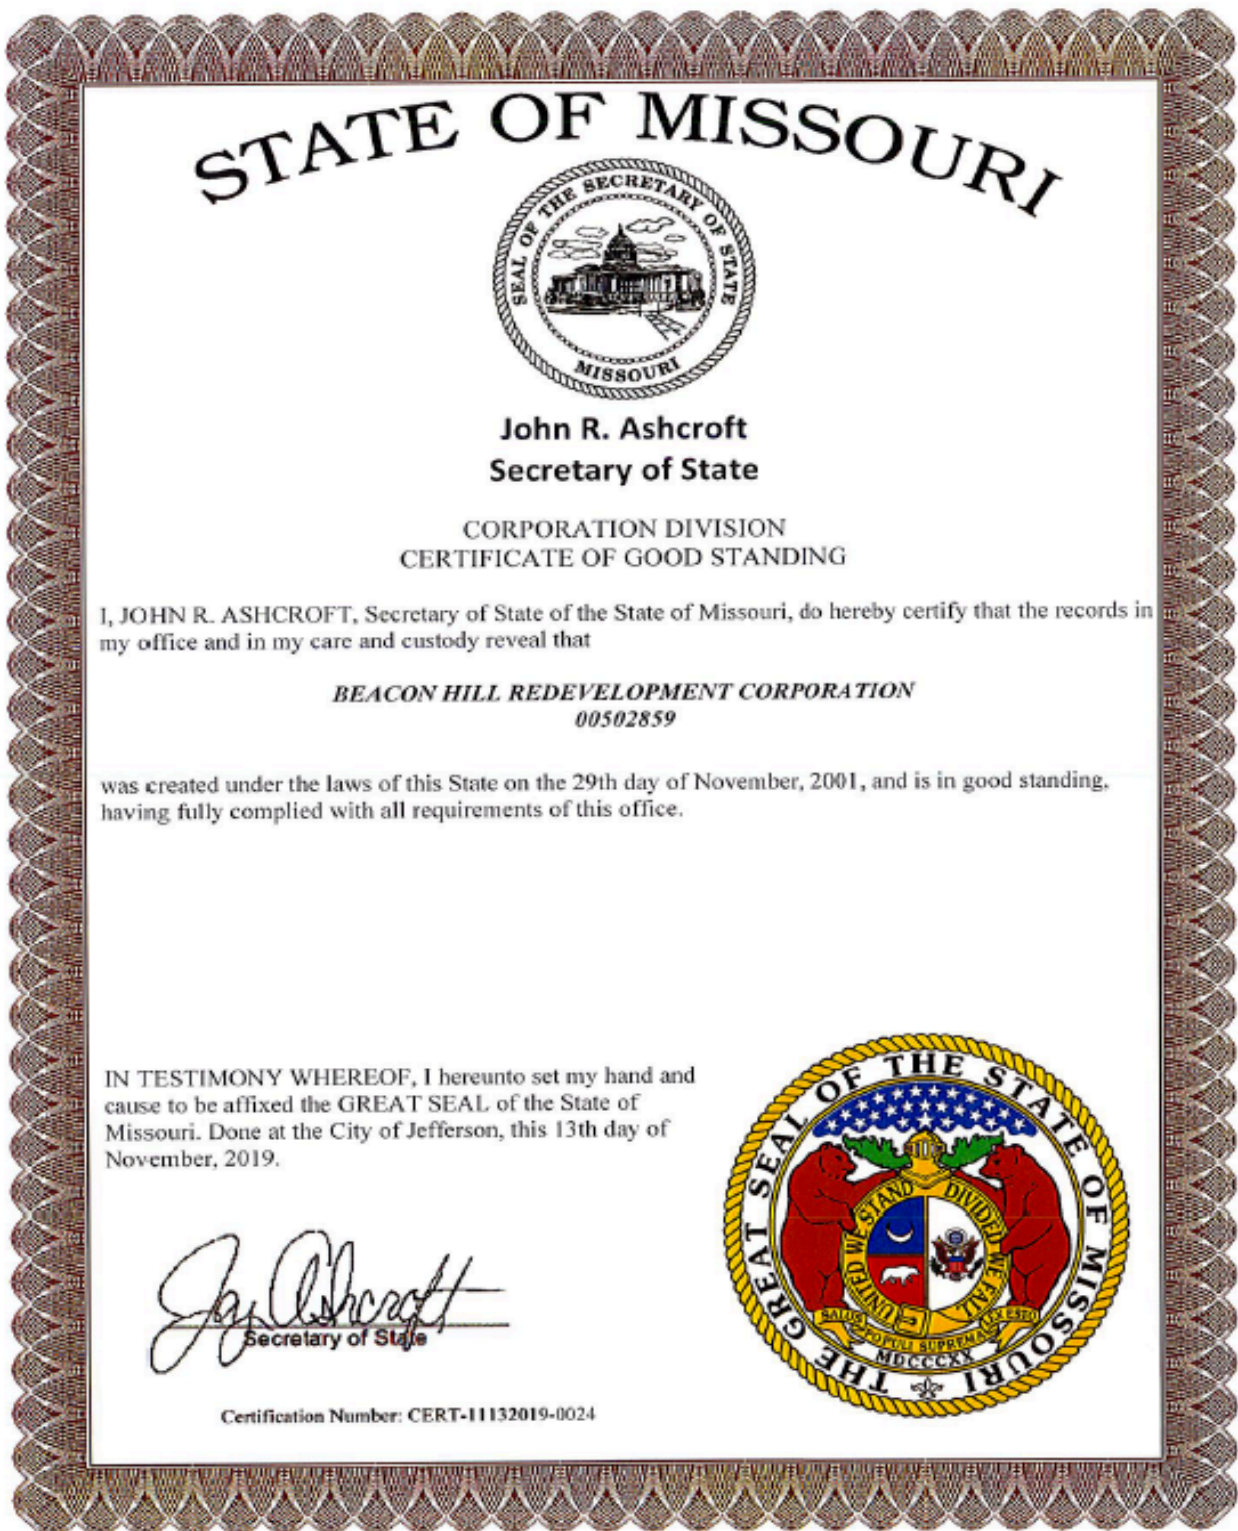 STATE OF MISSOURI
SEAL OF THE SECRETARY OF STATE
MISSOURI
John R. Ashcroft
Secretary of State
CORPORATION DIVISION
CERTIFICATE OF GOOD STANDING
I, JOHN R. ASHCROFT, Secretary of State of the State of Missouri, do hereby certify that the records in
my office and in my care and custody reveal that
BEACON HILL REDEVELOPMENT CORPORATION
00502859
was created under the laws of this State on the 29th day of November, 2001, and is in good standing,
having fully complied with all requirements of this office.
IN TESTIMONY WHEREOF, I hereunto set my hand and
cause to be affixed the GREAT SEAL of the State of
Missouri. Done at the City of Jefferson, this 13th day of
November, 2019.
THE GREAT SEAL OF THE STATE OF MISSOURI
UNITED WE STAND DIVIDED WE FALL
SALUS POPULI SUPREMA LEX ESTO
MDCCCXX
Jay Ashcroft
Secretary of State
Certification Number: CERT-11132019-0024